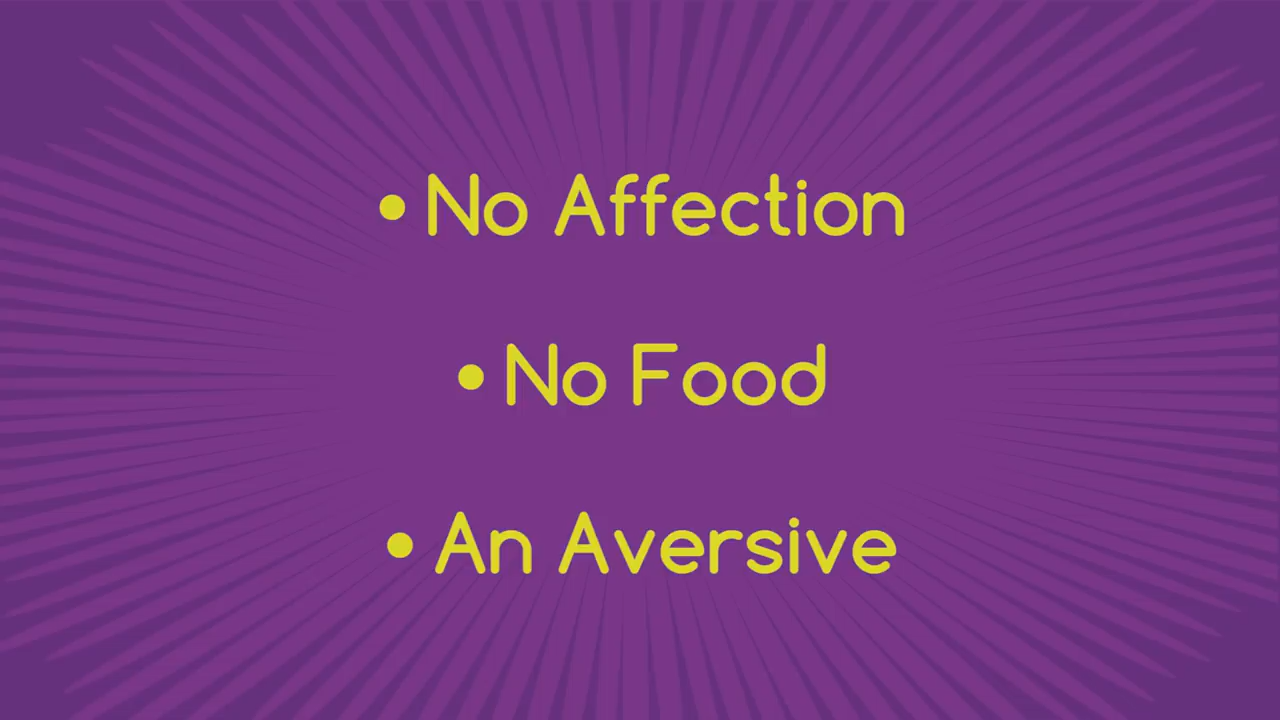 • No Affection
• No Food
• An Aversive